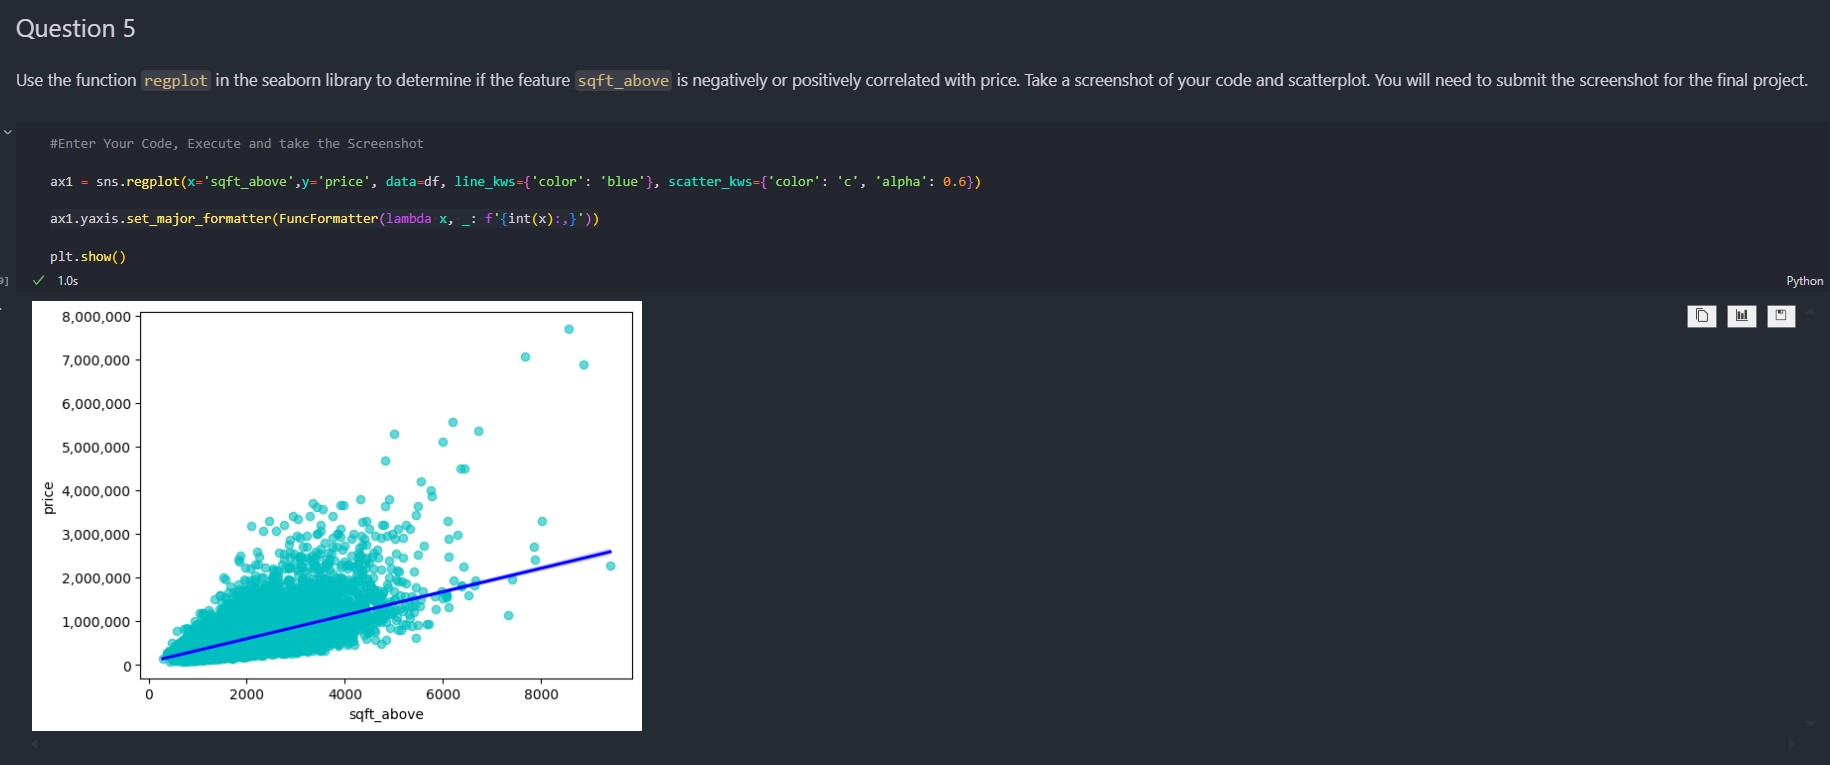 Question 5
Use the function regplot in the seaborn library to determine if the feature sqft_above is negatively or positively correlated with price. Take a screenshot of your code and scatterplot. You will need to submit the screenshot for the final project.
#Enter Your Code, Execute and take the Screenshot
ax1 = sns.regplot(x='sqft_above',y='price', data=df, line_kws={'color': 'blue'}, scatter_kws={'color': 'c', 'alpha': 0.6})
ax1.yaxis.set_major_formatter(FuncFormatter(lambda x, _: f'{int(x):,}'))
plt.show()
1.0s
Python
8,000,000
7,000,000
6,000,000
5,000,000
4,000,000
3,000,000
2,000,000
1,000,000
0
price
0 2000 4000 6000 8000
sqft_above